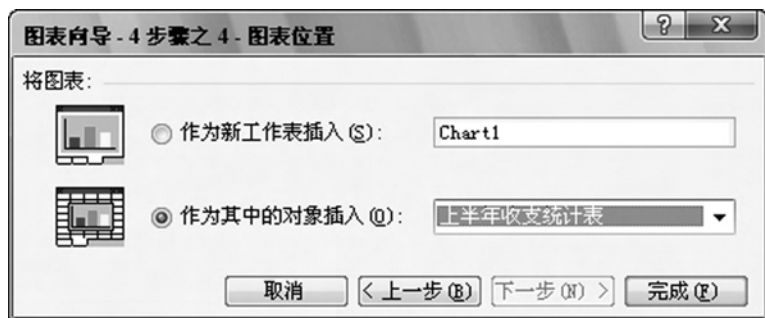 图表向导 - 4 步骤之 4 - 图表位置
? X
将图表:
作为新工作表插入(S): Chart1
作为其中的对象插入(O): 上半年收支统计表
取消 < 上一步(B) 下一步(N) > 完成(F)